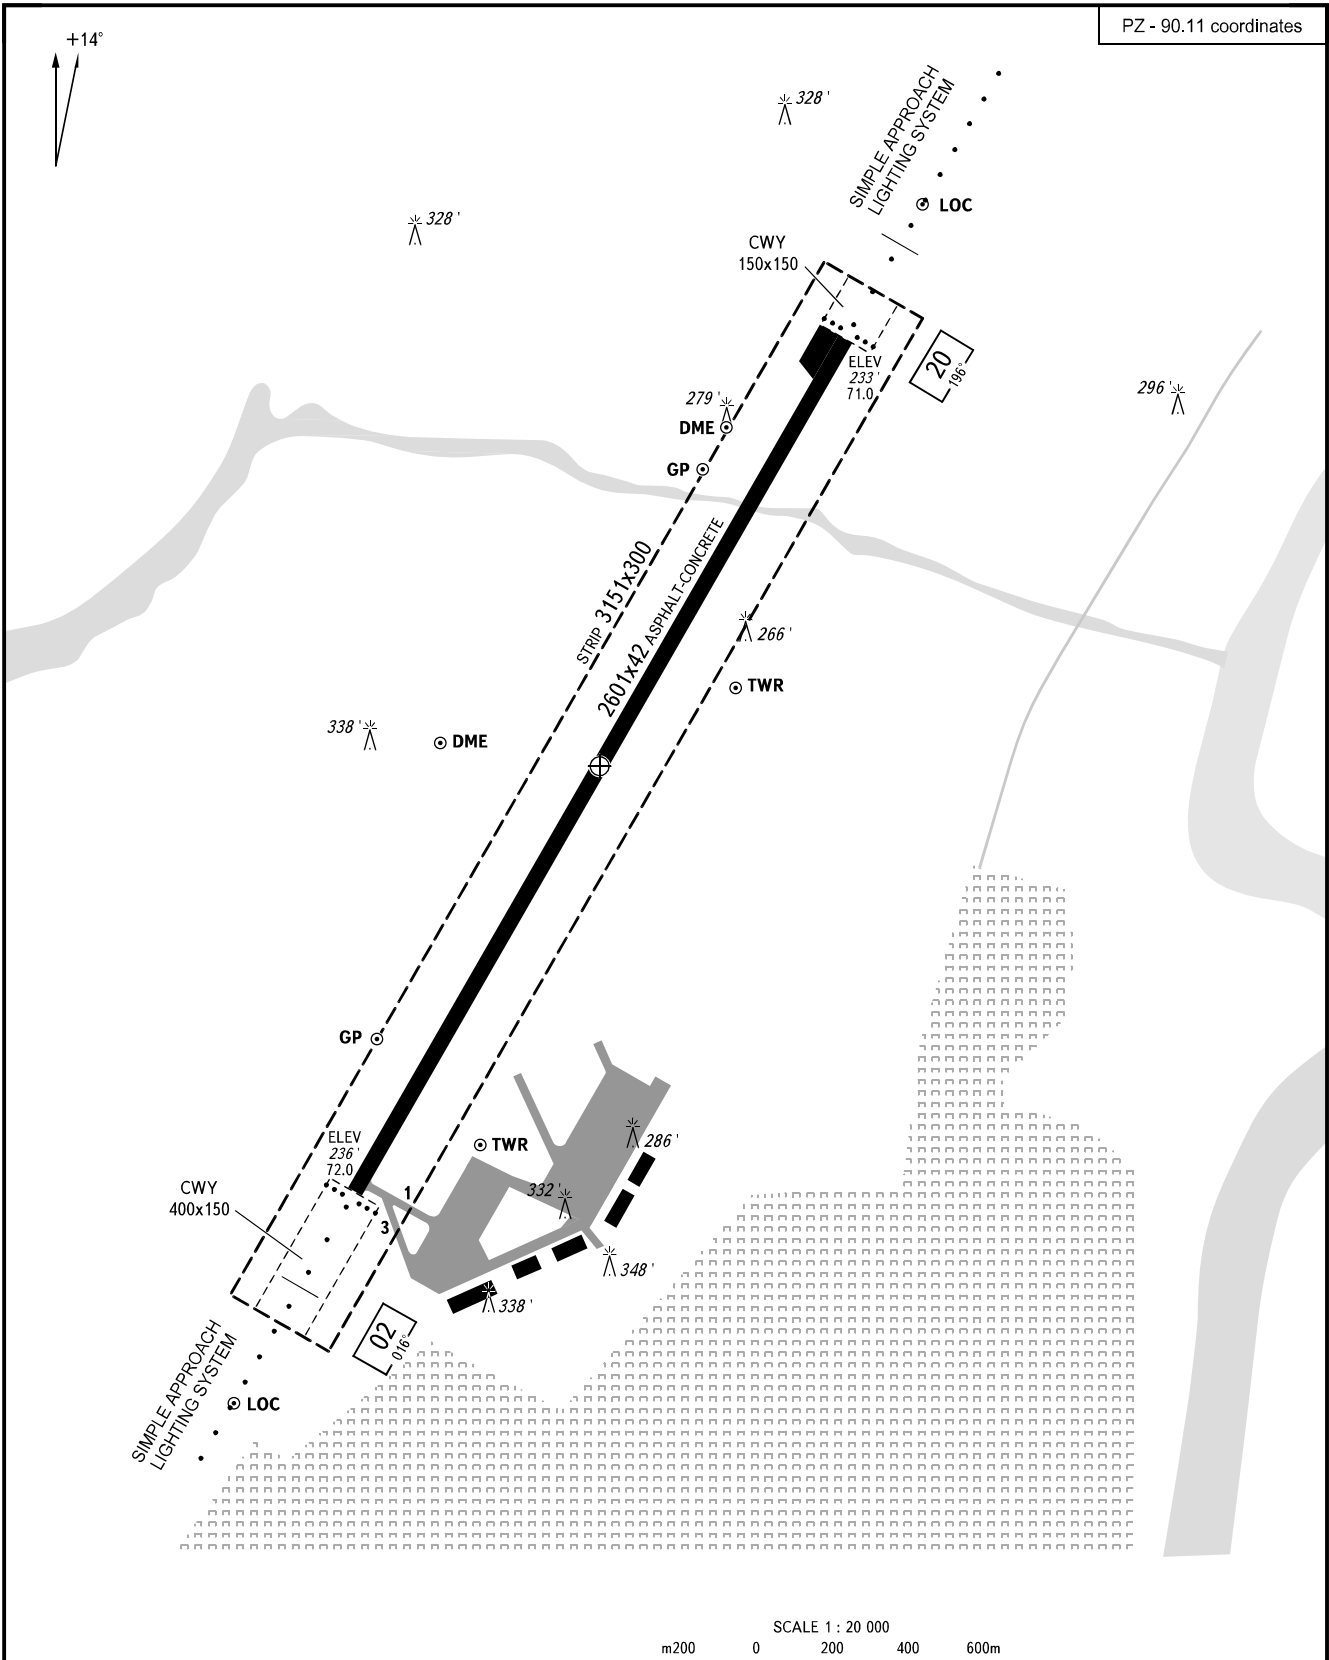 PZ - 90.11 coordinates
+14°
SIMPLE APPROACH
LIGHTING SYSTEM
328 '
LOC
328 '
CWY
150x150
20
196°
ELEV
233 '
71.0
296 '
279 '
DME
GP
STRIP 3151x300
2601x42 ASPHALT-CONCRETE
266 '
TWR
338 '
DME
GP
ELEV
236 '
72.0
TWR
286 '
CWY
400x150
1
332 '
3
348 '
338 '
02
016°
SIMPLE APPROACH
LIGHTING SYSTEM
LOC
SCALE 1 : 20 000
m200 0 200 400 600m